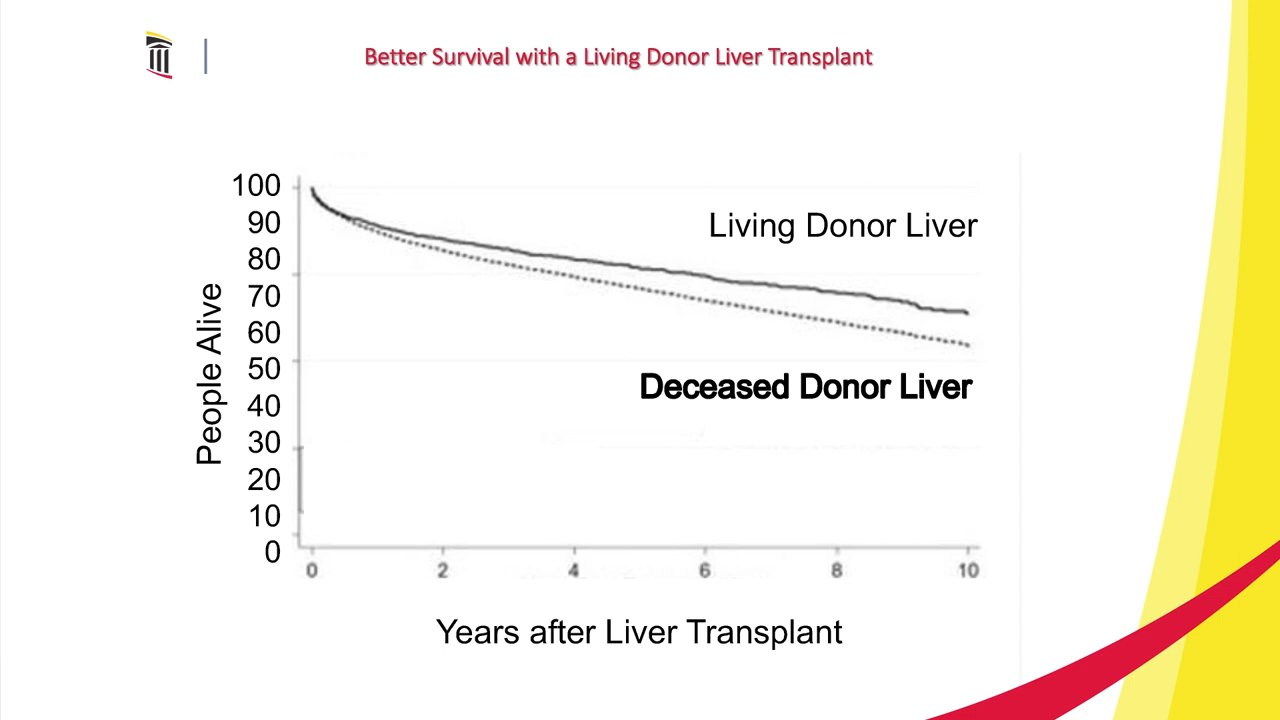 Better Survival with a Living Donor Liver Transplant
100
90
80
70
60
50
40
30
20
10
0
People Alive
Living Donor Liver
Deceased Donor Liver
0 2 4 6 8 10
Years after Liver Transplant